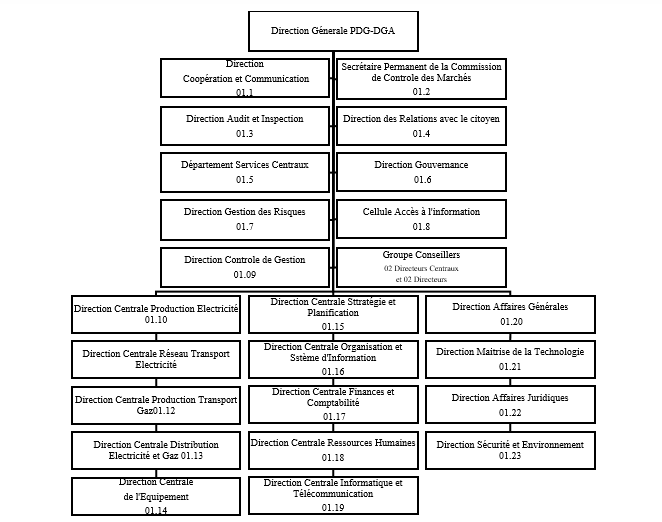 Direction Génerale PDG-DGA
Direction
Coopération et Communication
01.1
Secrétaire Permanent de la Commission
de Controle des Marchés
01.2
Direction Audit et Inspection
01.3
Direction des Relations avec le citoyen
01.4
Département Services Centraux
01.5
Direction Gouvernance
01.6
Direction Gestion des Risques
01.7
Cellule Accès à l'information
01.8
Direction Controle de Gestion
01.09
Groupe Conseillers
02 Directeurs Centraux
et 02 Directeurs
Direction Centrale Production Electricité
01.10
Direction Centrale Réseau Transport
Electricité
Direction Centrale Production Transport
Gaz01.12
Direction Centrale Distribution
Electricité et Gaz 01.13
Direction Centrale
de l'Equipement
01.14
Direction Centrale Sttratégie et
Planification
01.15
Direction Centrale Organisation et
Sstème d'Information
01.16
Direction Centrale Finances et
Comptabilité
01.17
Direction Centrale Ressources Humaines
01.18
Direction Centrale Informatique et
Télécommunication
01.19
Direction Affaires Générales
01.20
Direction Maitrise de la Technologie
01.21
Direction Affaires Juridiques
01.22
Direction Sécurité et Environnement
01.23